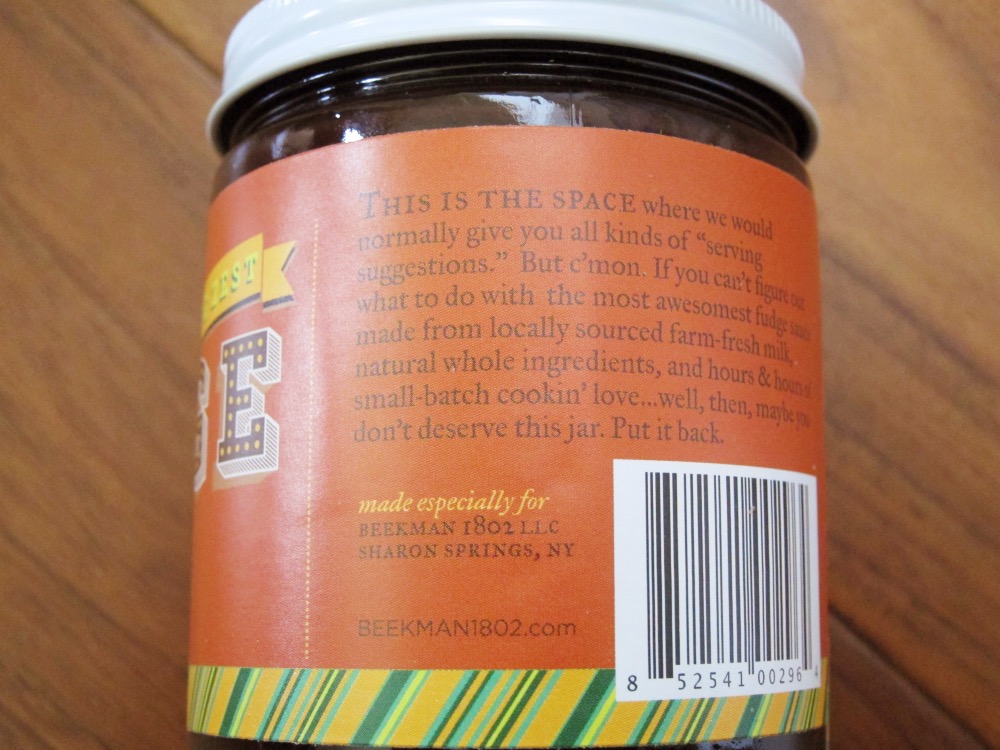 THIS IS THE SPACE where we would
normally give you all kinds of "serving
suggestions." But c'mon. If you can't figure out
what to do with the most awesomest fudge sauce
made from locally sourced farm-fresh milk,
natural whole ingredients, and hours & hours of
small-batch cookin' love...well, then, maybe you
don't deserve this jar. Put it back.
made especially for
BEEKMAN 1802 LLC
SHARON SPRINGS, NY
BEEKMAN1802.com
8 52541 00296 4
EST
E